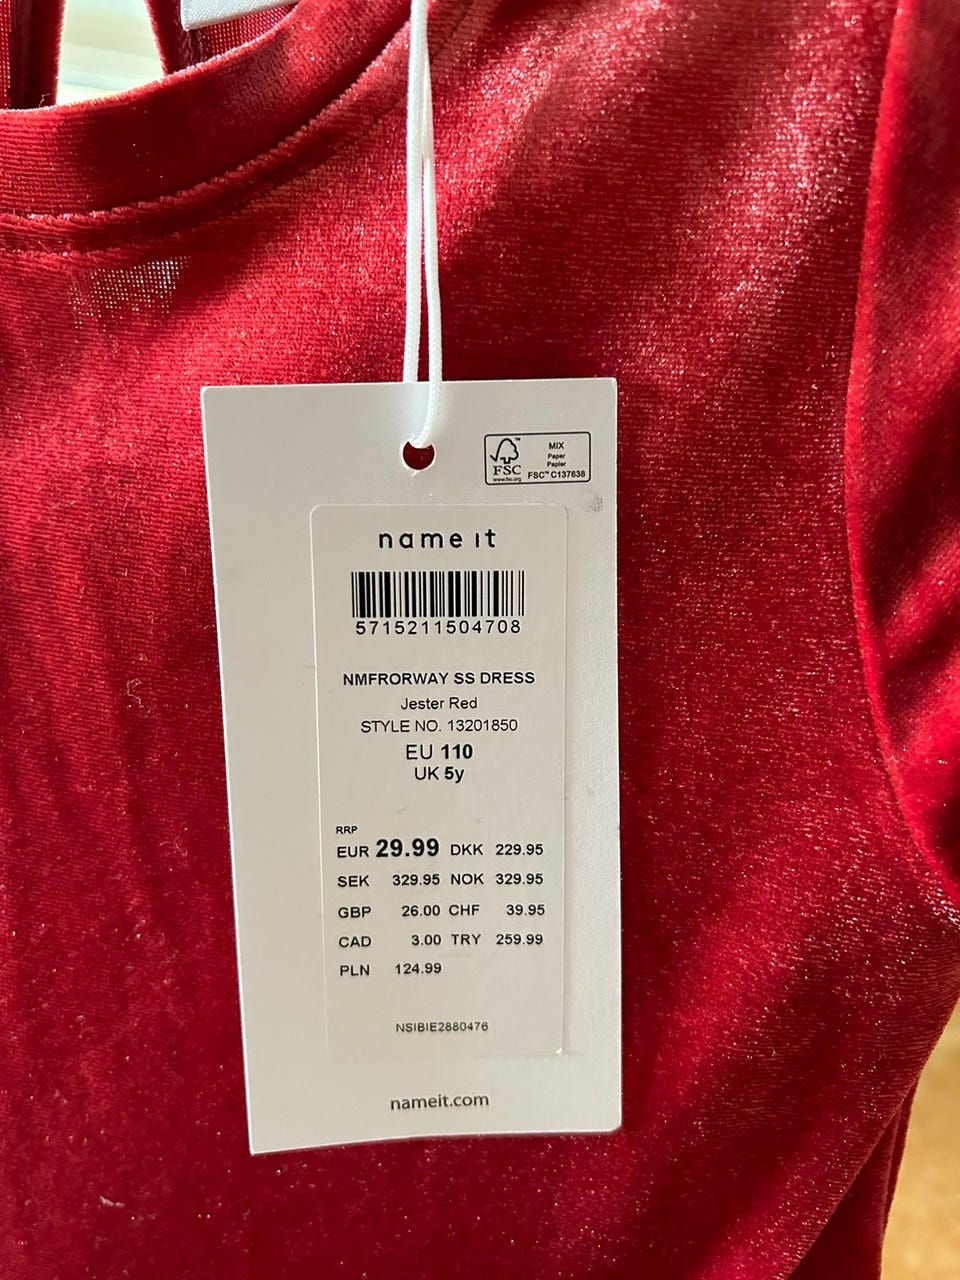 MIX
Paper
Papier
FSC™ C137638
FSC™
www.fsc.org
name it
5715211504708
NMFRORWAY SS DRESS
Jester Red
STYLE NO. 13201850
EU 110
UK 5y
RRP
EUR 29.99 DKK 229.95
SEK 329.95 NOK 329.95
GBP 26.00 CHF 39.95
CAD 3.00 TRY 259.99
PLN 124.99
NSIBIE2880476
nameit.com